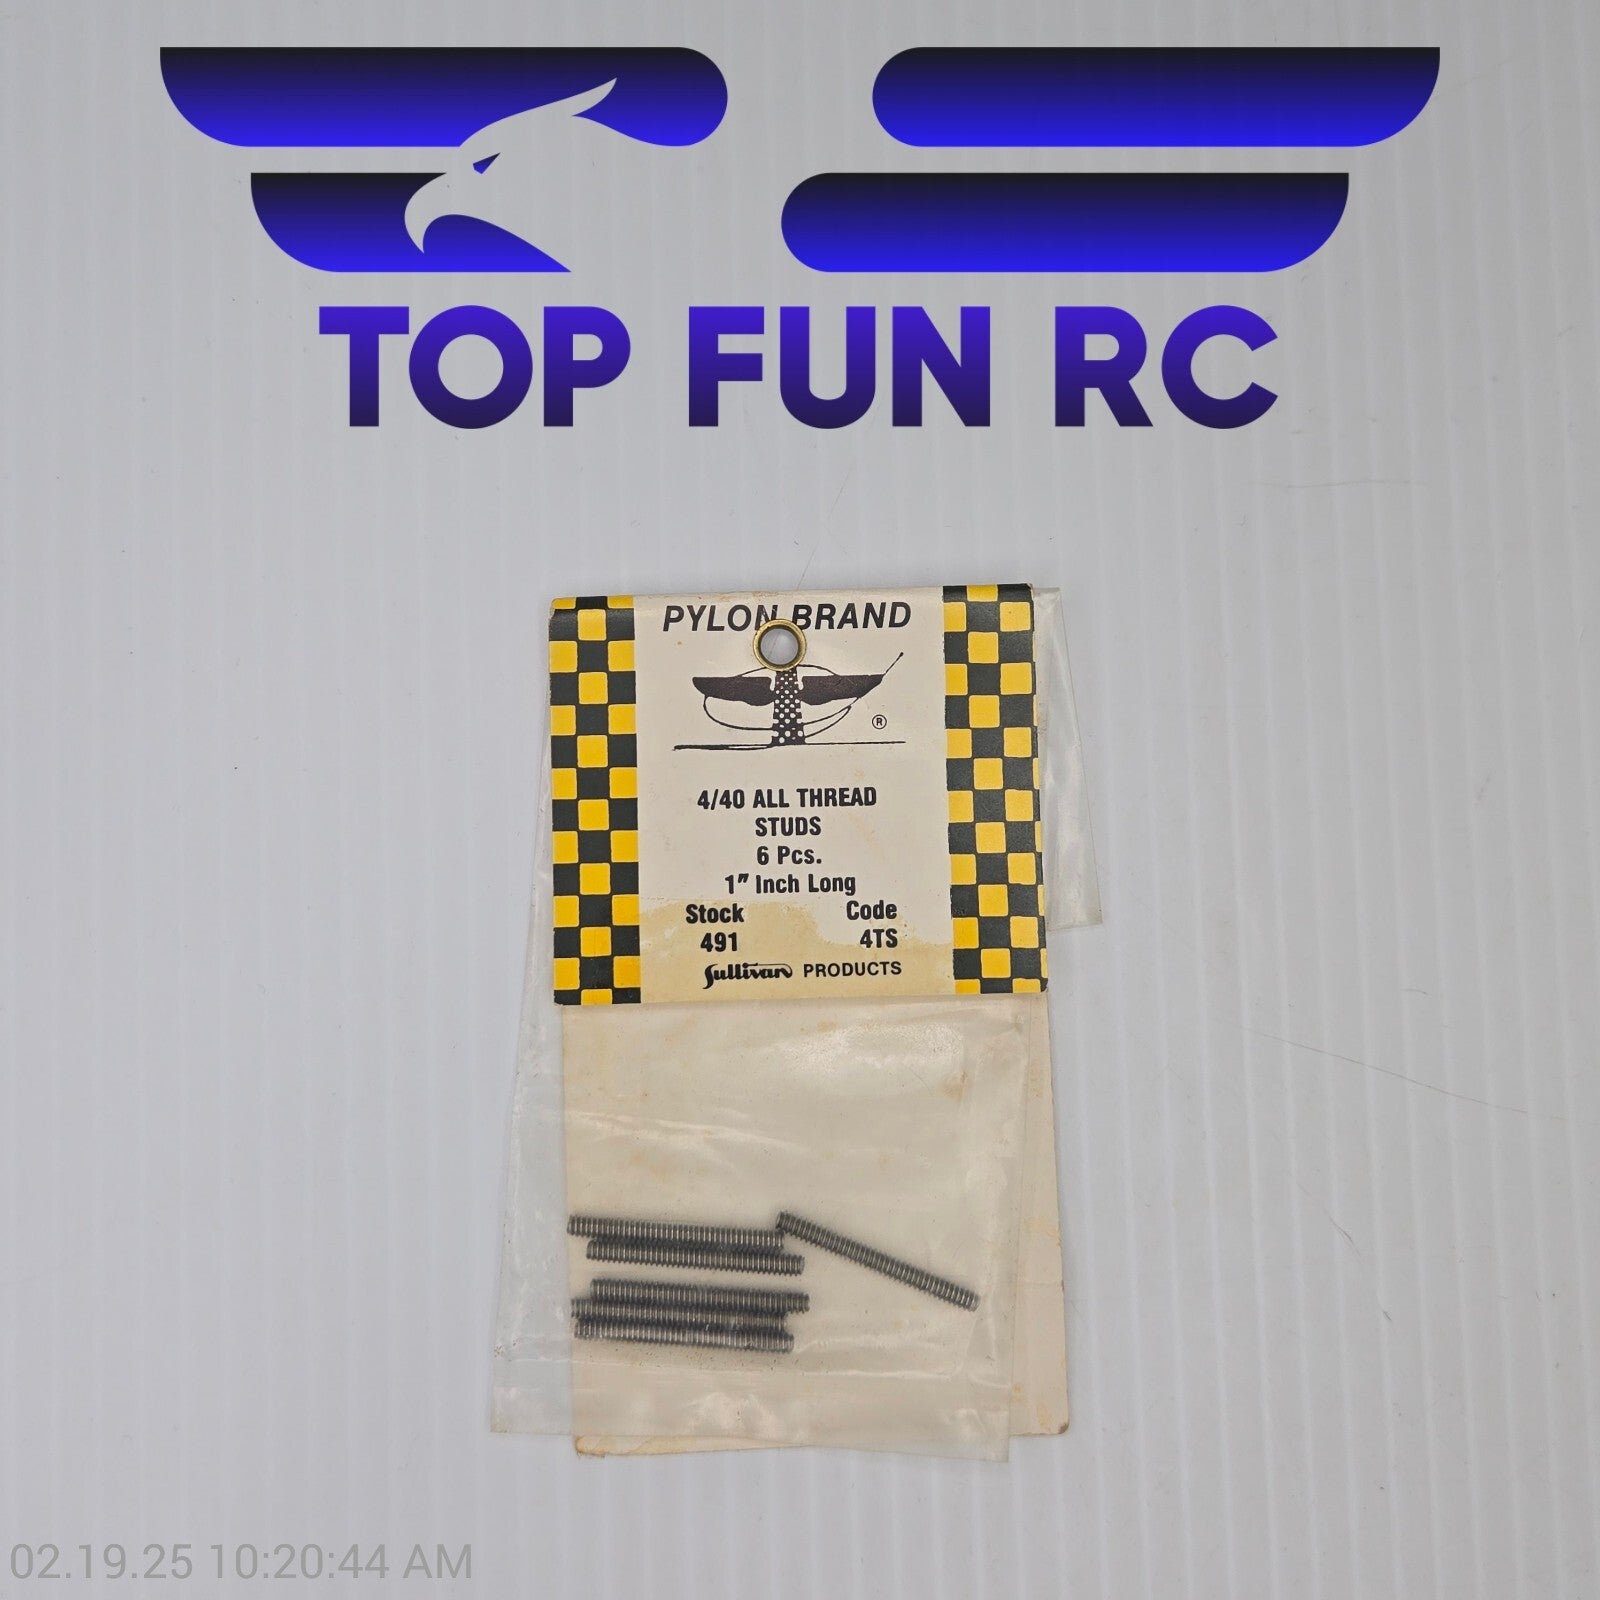 TOP FUN RC
PYLON BRAND
®
4/40 ALL THREAD
STUDS
6 Pcs.
1" Inch Long
Stock Code
491 4TS
Sullivan PRODUCTS
02.19.25 10:20:44 AM